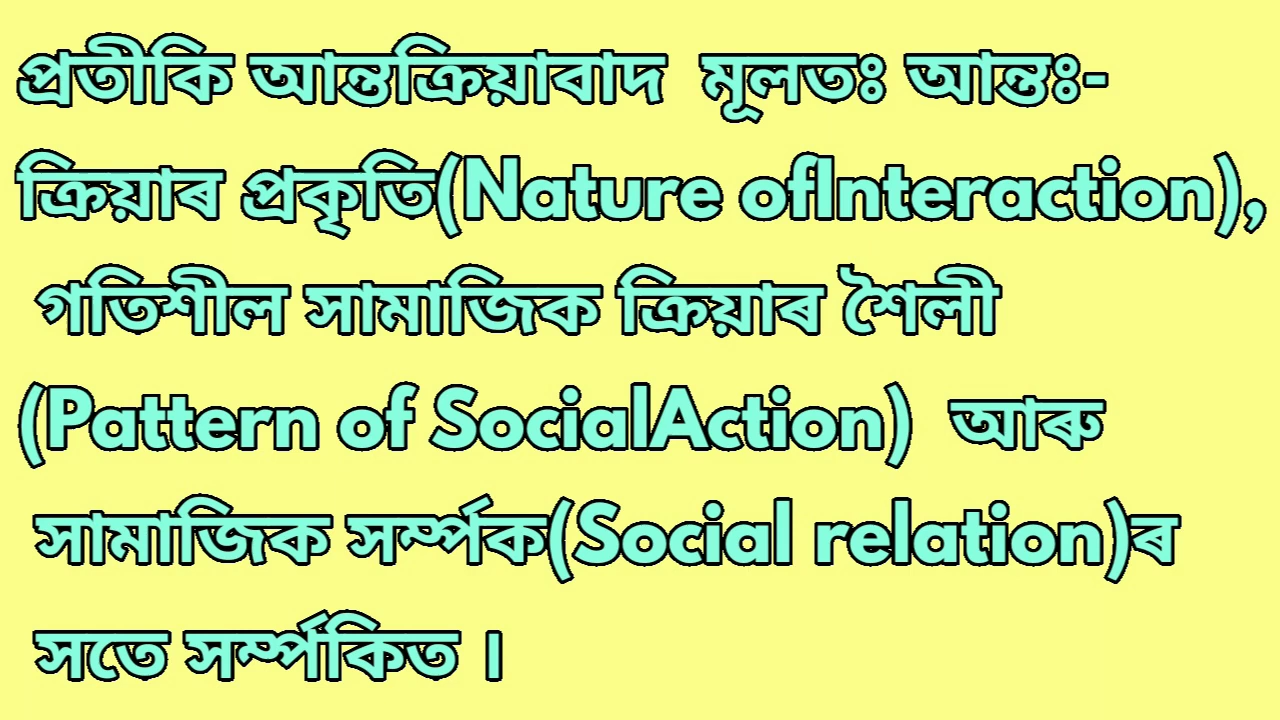 প্ৰতীকি আন্তক্ৰিয়াবাদ মূলতঃ আন্তঃ-
ক্ৰিয়াৰ প্ৰকৃতি(Nature ofInteraction),
গতিশীল সামাজিক ক্ৰিয়াৰ শৈলী
(Pattern of SocialAction) আৰু
সামাজিক সৰ্ম্পক(Social relation)ৰ
সতে সৰ্ম্পকিত ।